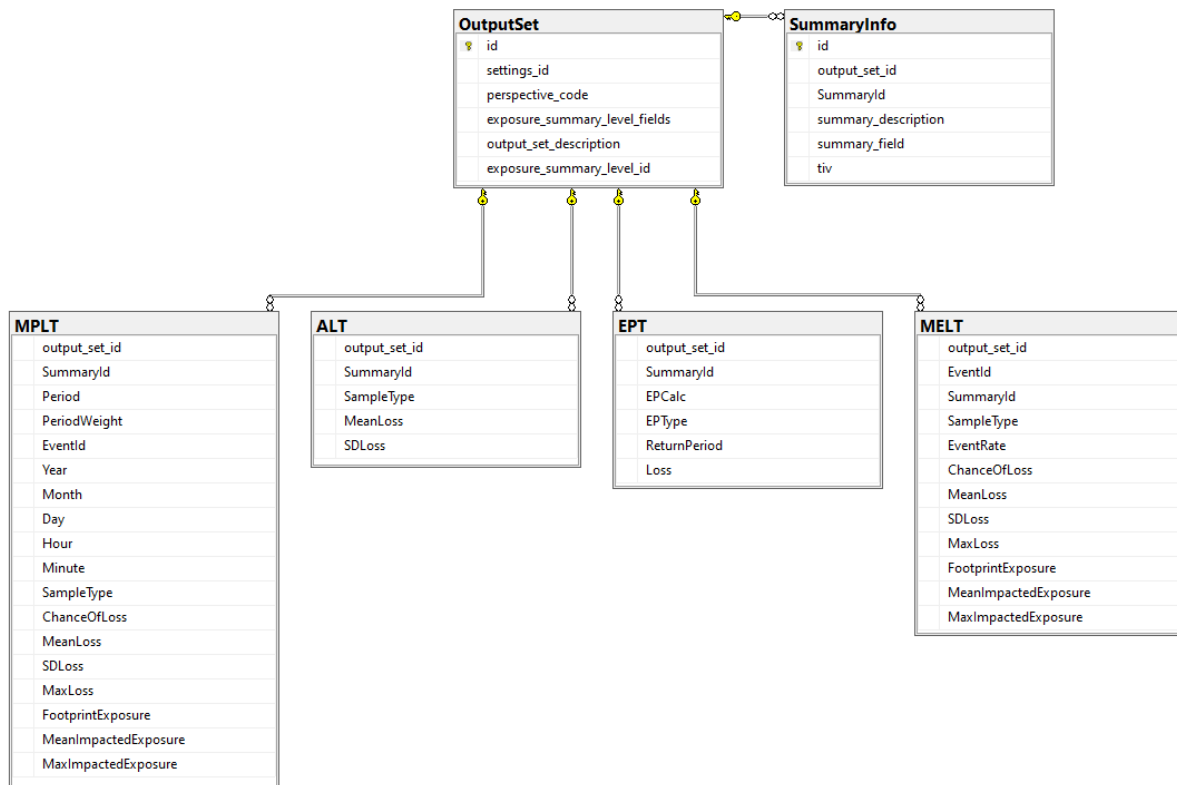 OutputSet
id
settings_id
perspective_code
exposure_summary_level_fields
output_set_description
exposure_summary_level_id
SummaryInfo
id
output_set_id
SummaryId
summary_description
summary_field
tiv
MPLT
output_set_id
SummaryId
Period
PeriodWeight
EventId
Year
Month
Day
Hour
Minute
SampleType
ChanceOfLoss
MeanLoss
SDLoss
MaxLoss
FootprintExposure
MeanImpactedExposure
MaxImpactedExposure
ALT
output_set_id
SummaryId
SampleType
MeanLoss
SDLoss
EPT
output_set_id
SummaryId
EPCalc
EPType
ReturnPeriod
Loss
MELT
output_set_id
EventId
SummaryId
SampleType
EventRate
ChanceOfLoss
MeanLoss
SDLoss
MaxLoss
FootprintExposure
MeanImpactedExposure
MaxImpactedExposure